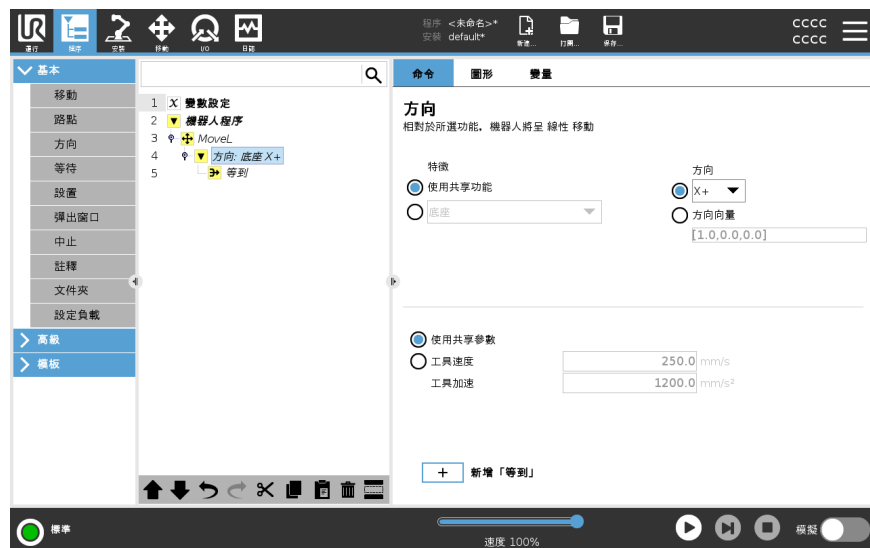 UR
運行
程序
安裝
移動
I/O
日誌
程序 <未命名>*
安裝 default*
新建...
打開...
保存...
CCCC
CCCC
基本
移動
路點
方向
等待
設置
彈出窗口
中止
註釋
文件夾
設定負載
高級
模板
1 X 變數設定
2 機器人程序
3 MoveL
4 方向: 底座 X+
5 等到
命令 圖形 變量
方向
相對於所選功能，機器人將呈 線性 移動
特徵
使用共享功能
底座
方向
X+
方向向量
[1.0,0.0,0.0]
使用共享參數
工具速度 250.0 mm/s
工具加速 1200.0 mm/s²
+ 新增「等到」
標準
速度 100%
模擬